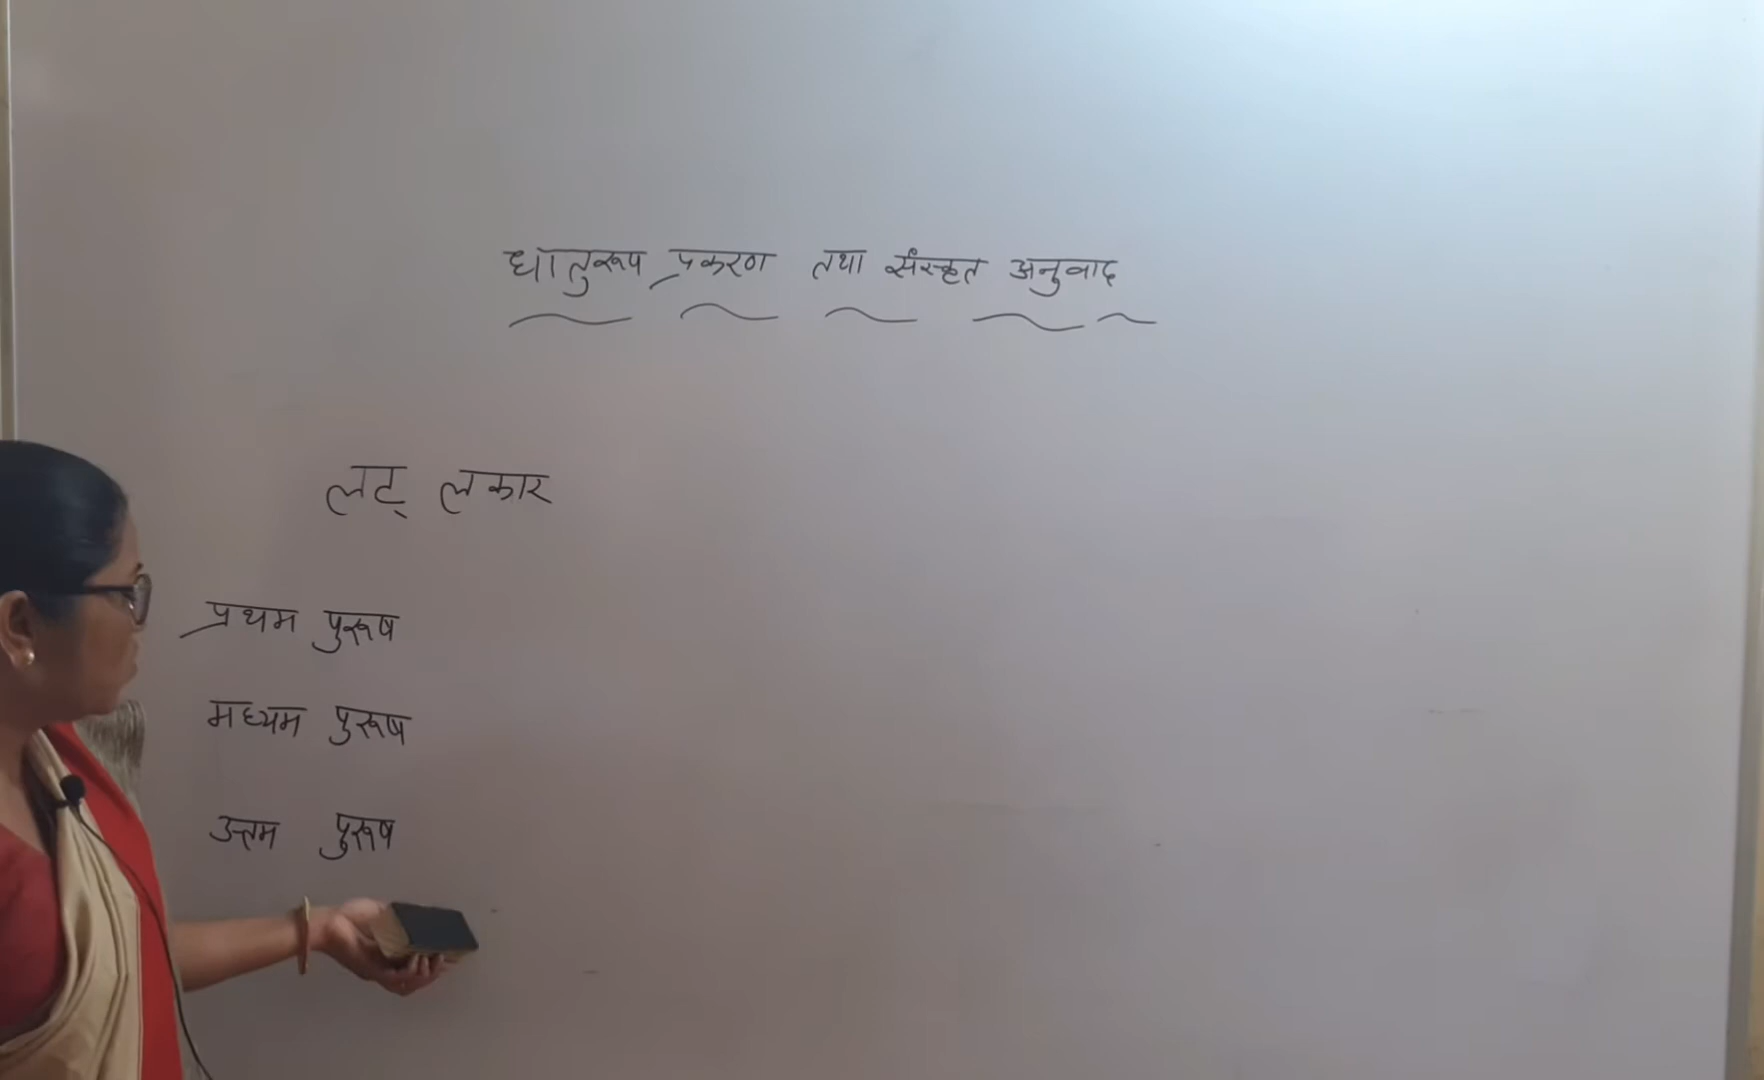 धातुरूप प्रकरण तथा संस्कृत अनुवाद
लट् लकार
प्रथम पुरूष
मध्यम पुरूष
उत्तम पुरूष